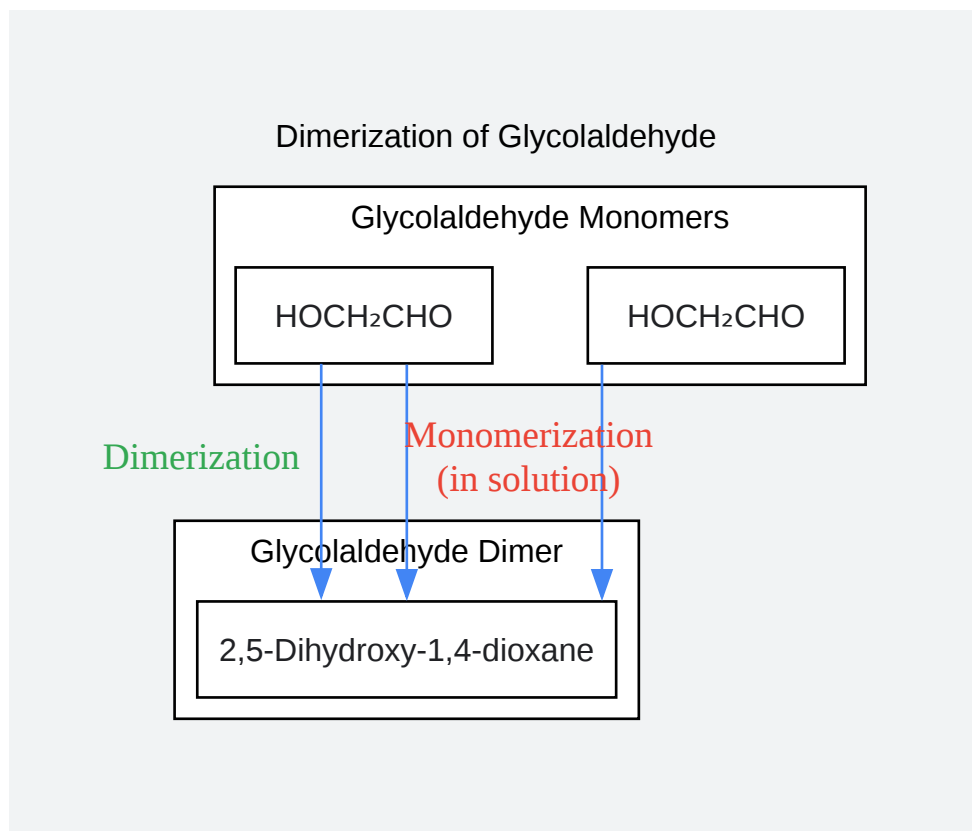 Dimerization of Glycolaldehyde
Glycolaldehyde Monomers
HOCH₂CHO
HOCH₂CHO
Dimerization
Monomerization
(in solution)
Glycolaldehyde Dimer
2,5-Dihydroxy-1,4-dioxane